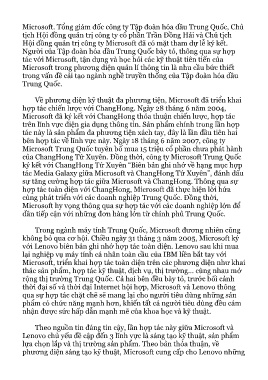 Microsoft. Tổng giám đốc công ty Tập đoàn hóa dầu Trung Quốc. Chủ
tịch Hội đồng quản trị công ty cổ phần Trần Đồng Hải và Chủ tịch
Hội đồng quản trị công ty Microsoft đã có mặt tham dự lễ ký kết.
Người của Tập đoàn hóa dầu Trung Quốc bày tỏ, thông qua sự hợp
tác với Microsoft, tận dụng và học hỏi các kỹ thuật tiên tiến của
Microsoft trong phương diện quản lí thông tin là nhu cầu bức thiết
trong vấn đề cải tạo ngành nghề truyền thống của Tập đoàn hóa dầu
Trung Quốc.
Về phương diện kỹ thuật đa phương tiện, Microsoft đã triển khai
hợp tác chiến lược với ChangHong. Ngày 28 tháng 6 năm 2004,
Microsoft đã ký kết với ChangHong thỏa thuận chiến lược, hợp tác
trên lĩnh vực điện gia dụng thông tin. Sản phẩm chính trong lần hợp
tác này là sản phẩm đa phương tiện xách tay, đây là lần đầu tiên hai
bên hợp tác về lĩnh vực này. Ngày 18 tháng 6 năm 2007, công ty
Microsoft Trung Quốc tuyên bố mua 15 triệu cổ phần chưa phát hành
của ChangHong Tứ Xuyên. Đồng thời, công ty Microsoft Trung Quốc
ký kết với ChangHong Tứ Xuyên “Biên bản ghi nhớ về hạng mục hợp
tác Media Galaxy giữa Microsoft và ChangHong Tứ Xuyên”, đánh dấu
sự tăng cường hợp tác giữa Microsoft và ChangHong. Thông qua sự
hợp tác toàn diện với ChangHong, Microsoft đã thực hiện lời hứa
cùng phát triển với các doanh nghiệp Trung Quốc. Đồng thời,
Microsoft hy vọng thông qua sự hợp tác với các doanh nghiệp lớn để
dần tiếp cận với những đơn hàng lớn từ chính phủ Trung Quốc.
Trong ngành máy tính Trung Quốc, Microsoft đương nhiên cũng
không bỏ qua cơ hội. Chiều ngày 31 tháng 3 năm 2005, Microsoft ký
với Lenovo biên bản ghi nhớ hợp tác toàn diện. Lenovo sau khi mua
lại nghiệp vụ máy tính cá nhân toàn cầu của IBM liền bắt tay với
Microsoft, triển khai hợp tác toàn diện trên các phương diện như khai
thác sản phẩm, hợp tác kỹ thuật, dịch vụ, thị trường… cùng nhau mở
rộng thị trường Trung Quốc. Cả hai bên đều bày tỏ, trước bối cảnh
thời đại số và thời đại Internet hội hợp, Microsoft và Lenovo thông
qua sự hợp tác chặt chẽ sẽ mang lại cho người tiêu dùng những sản
phẩm có chức năng mạnh hơn, khiến tất cả người tiêu dùng đều cảm
nhận được sức hấp dẫn mạnh mẽ của khoa học và kỹ thuật.
Theo nguồn tin đáng tin cậy, lần hợp tác này giữa Microsoft và
Lenovo chủ yếu đề cập đến 3 lĩnh vực là sáng tạo kỹ thuật, sản phẩm
lựa chọn lắp và thị trường sản phẩm. Theo bản thỏa thuận, về
phương diện sáng tạo kỹ thuật, Microsoft cung cấp cho Lenovo những